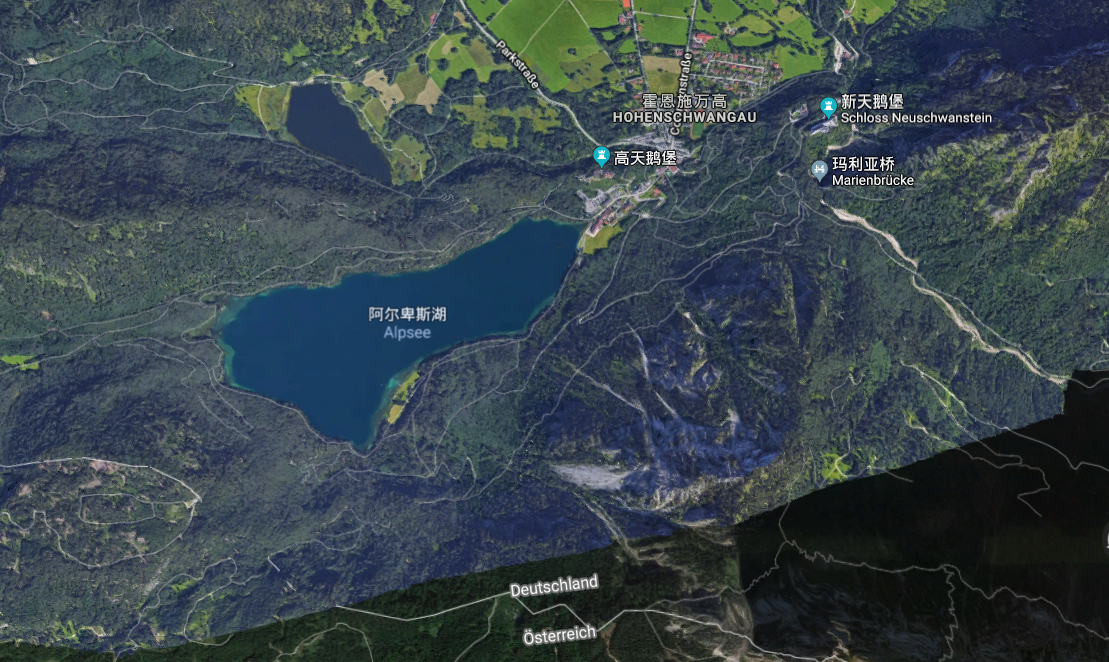 Parkstraße
霍恩施万高
HOHENSCHWANGAU
新天鹅堡
Schloss Neuschwanstein
高天鹅堡
玛利亚桥
Marienbrücke
阿尔卑斯湖
Alpsee
Deutschland
Österreich